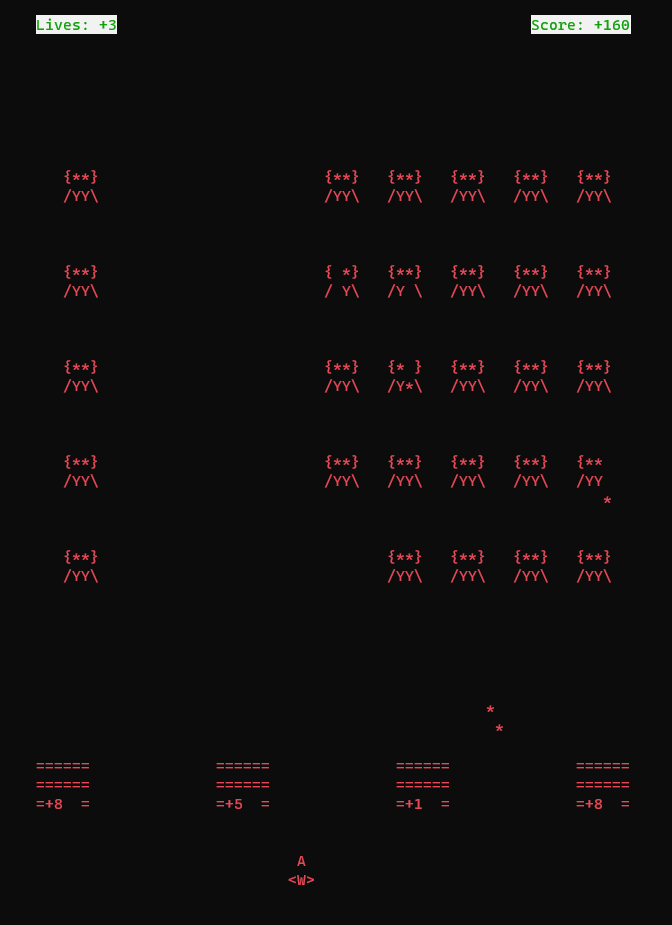 Lives: +3 Score: +160
{**} {**} {**} {**} {**} {**}
/YY\ /YY\ /YY\ /YY\ /YY\ /YY\
{**} { *} {**} {**} {**} {**}
/YY\ / Y\ /Y \ /YY\ /YY\ /YY\
{**} {**} {* } {**} {**} {**}
/YY\ /YY\ /Y*\ /YY\ /YY\ /YY\
{**} {**} {**} {**} {**} {**
/YY\ /YY\ /YY\ /YY\ /YY\ /YY
*
{**} {**} {**} {**} {**}
/YY\ /YY\ /YY\ /YY\ /YY\
*
*
====== ====== ====== ======
====== ====== ====== ======
=+8  = =+5  = =+1  = =+8  =
A
<W>